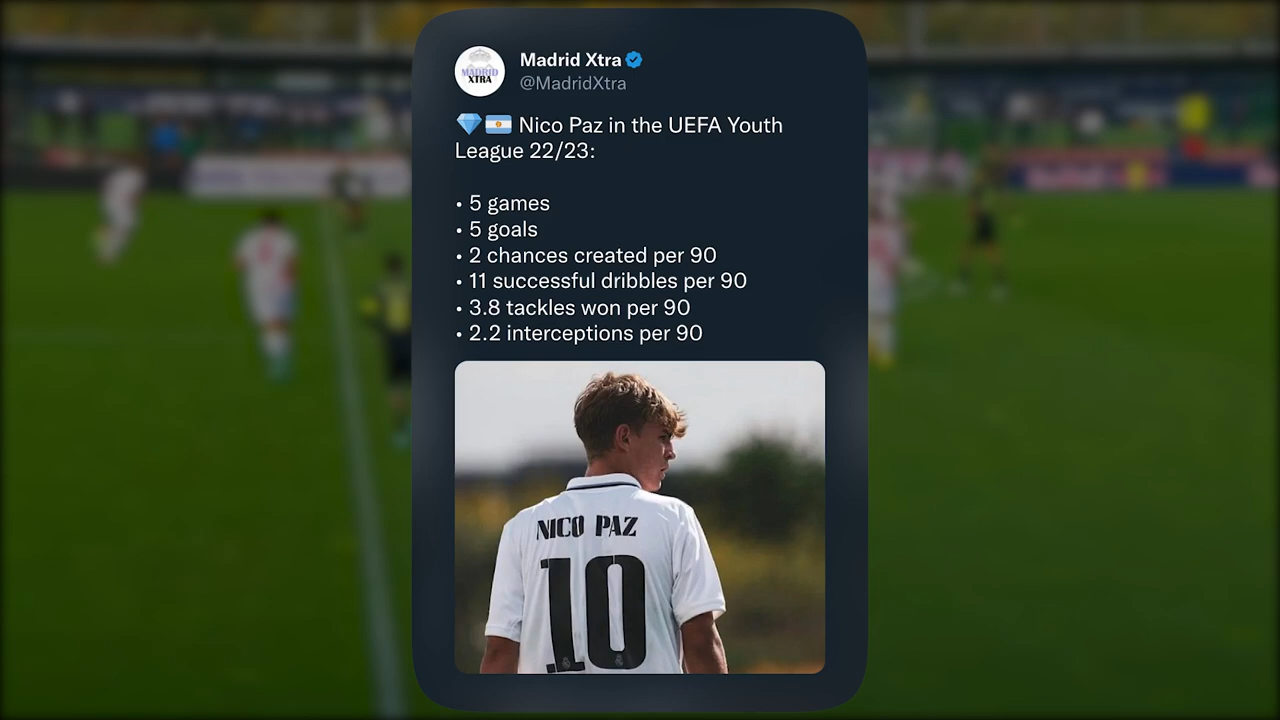 MADRID
XTRA
Madrid Xtra
@MadridXtra
💎🇦🇷 Nico Paz in the UEFA Youth
League 22/23:
• 5 games
• 5 goals
• 2 chances created per 90
• 11 successful dribbles per 90
• 3.8 tackles won per 90
• 2.2 interceptions per 90
NICO PAZ
10